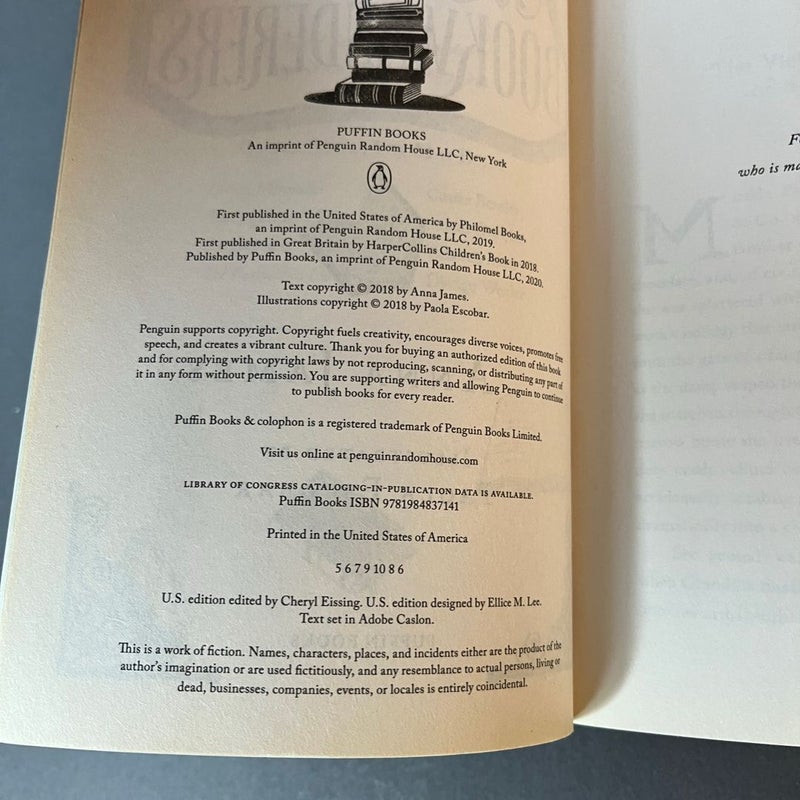 PUFFIN BOOKS
An imprint of Penguin Random House LLC, New York
First published in the United States of America by Philomel Books,
an imprint of Penguin Random House LLC, 2019.
First published in Great Britain by HarperCollins Children's Book in 2018.
Published by Puffin Books, an imprint of Penguin Random House LLC, 2020.
Text copyright © 2018 by Anna James.
Illustrations copyright © 2018 by Paola Escobar.
Penguin supports copyright. Copyright fuels creativity, encourages diverse voices, promotes free
speech, and creates a vibrant culture. Thank you for buying an authorized edition of this book
and for complying with copyright laws by not reproducing, scanning, or distributing any part of
it in any form without permission. You are supporting writers and allowing Penguin to continue
to publish books for every reader.
Puffin Books & colophon is a registered trademark of Penguin Books Limited.
Visit us online at penguinrandomhouse.com
LIBRARY OF CONGRESS CATALOGING-IN-PUBLICATION DATA IS AVAILABLE.
Puffin Books ISBN 9781984837141
Printed in the United States of America
5 6 7 9 10 8 6
U.S. edition edited by Cheryl Eissing. U.S. edition designed by Ellice M. Lee.
Text set in Adobe Caslon.
This is a work of fiction. Names, characters, places, and incidents either are the product of the
author's imagination or are used fictitiously, and any resemblance to actual persons, living or
dead, businesses, companies, events, or locales is entirely coincidental.
who is ma